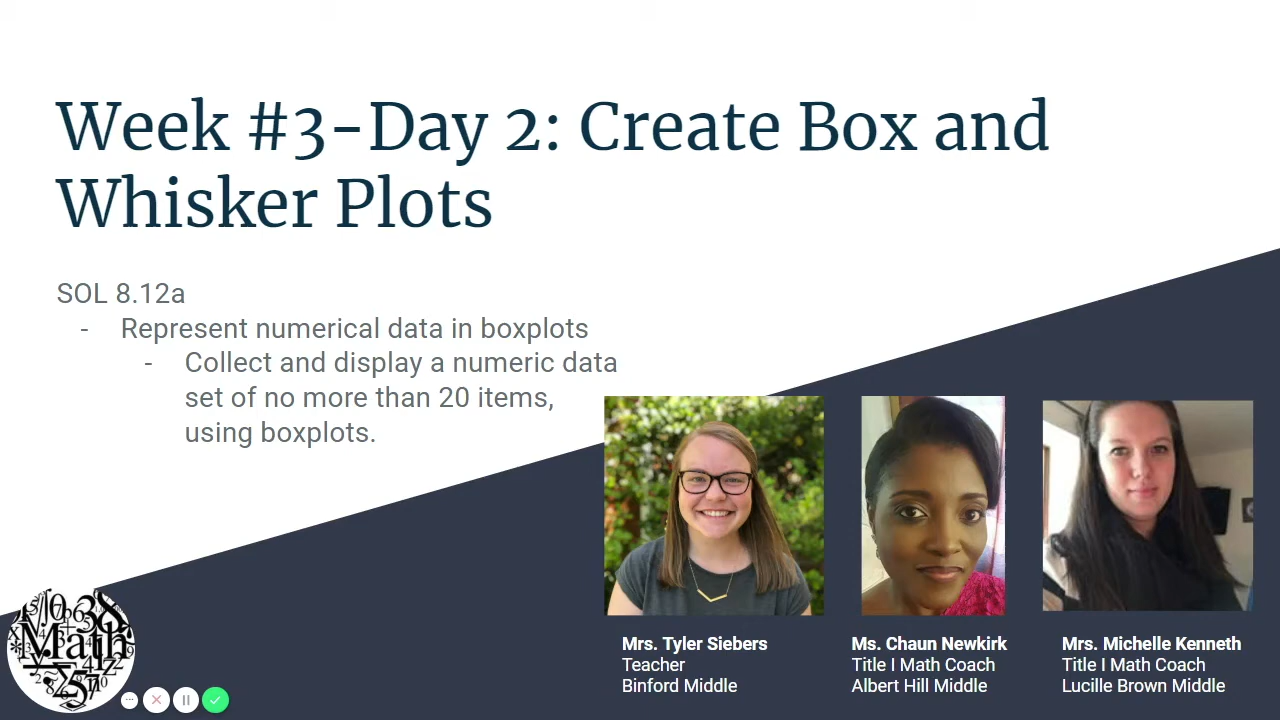 Week #3-Day 2: Create Box and
Whisker Plots
SOL 8.12a
- Represent numerical data in boxplots
- Collect and display a numeric data
set of no more than 20 items,
using boxplots.
Mrs. Tyler Siebers
Teacher
Binford Middle
Ms. Chaun Newkirk
Title I Math Coach
Albert Hill Middle
Mrs. Michelle Kenneth
Title I Math Coach
Lucille Brown Middle
Math